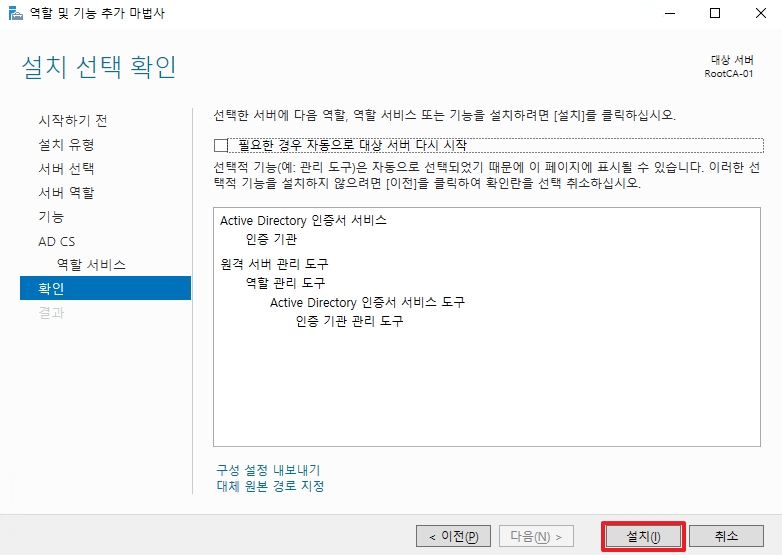 역할 및 기능 추가 마법사
설치 선택 확인
대상 서버
RootCA-01
시작하기 전
설치 유형
서버 선택
서버 역할
기능
AD CS
역할 서비스
확인
결과
선택한 서버에 다음 역할, 역할 서비스 또는 기능을 설치하려면 [설치]를 클릭하십시오.
필요한 경우 자동으로 대상 서버 다시 시작
선택적 기능(예: 관리 도구)은 자동으로 선택되었기 때문에 이 페이지에 표시될 수 있습니다. 이러한 선
택적 기능을 설치하지 않으려면 [이전]을 클릭하여 확인란을 선택 취소하십시오.
Active Directory 인증서 서비스
인증 기관
원격 서버 관리 도구
역할 관리 도구
Active Directory 인증서 서비스 도구
인증 기관 관리 도구
구성 설정 내보내기
대체 원본 경로 지정
< 이전(P) 다음(N) > 설치(I) 취소